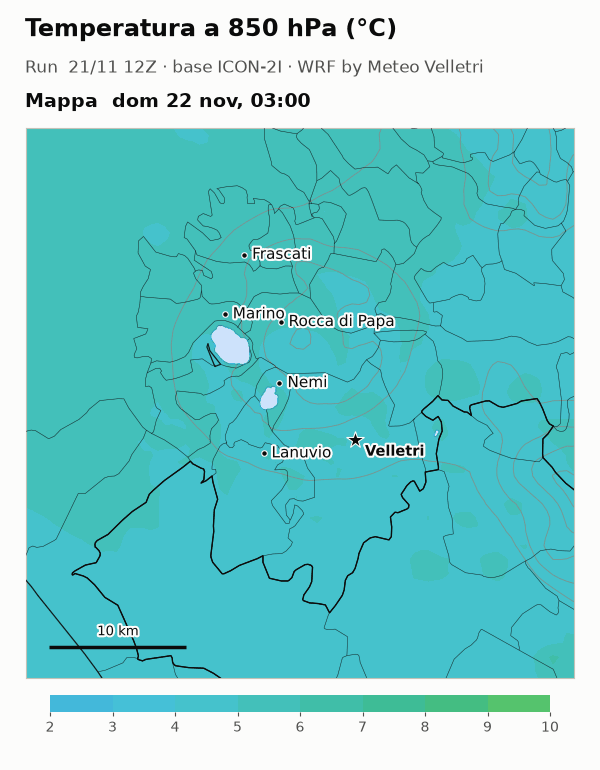 Temperatura a 850 hPa (°C)
Run  21/11 12Z · base ICON-2I · WRF by Meteo Velletri
Mappa  dom 22 nov, 03:00
Frascati
Marino
Rocca di Papa
Nemi
Velletri
Lanuvio
10 km
2 3 4 5 6 7 8 9 10